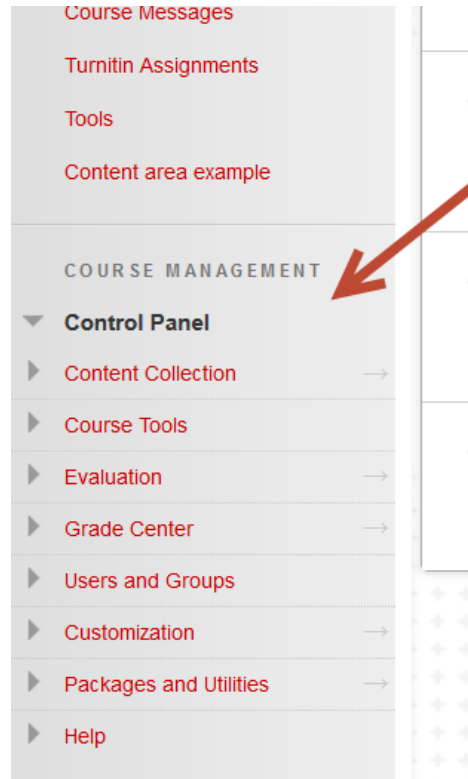 Course Messages
Turnitin Assignments
Tools
Content area example
COURSE MANAGEMENT
Control Panel
Content Collection
Course Tools
Evaluation
Grade Center
Users and Groups
Customization
Packages and Utilities
Help